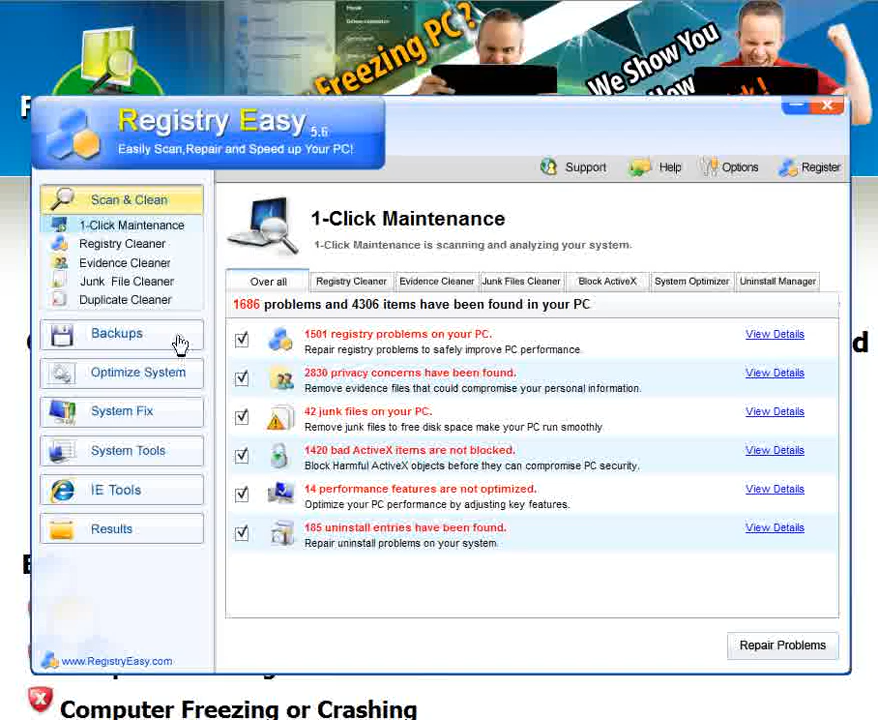 Freezing PC?
We Show You
How
Registry Easy 5.6
Easily Scan,Repair and Speed up Your PC!
Support Help Options Register
Scan & Clean
1-Click Maintenance
Registry Cleaner
Evidence Cleaner
Junk File Cleaner
Duplicate Cleaner
Backups
Optimize System
System Fix
System Tools
IE Tools
Results
www.RegistryEasy.com
1-Click Maintenance
1-Click Maintenance is scanning and analyzing your system.
Over all Registry Cleaner Evidence Cleaner Junk Files Cleaner Block ActiveX System Optimizer Uninstall Manager
1686 problems and 4306 items have been found in your PC
1501 registry problems on your PC. View Details
Repair registry problems to safely improve PC performance.
2830 privacy concerns have been found. View Details
Remove evidence files that could compromise your personal information.
42 junk files on your PC. View Details
Remove junk files to free disk space make your PC run smoothly
1420 bad ActiveX items are not blocked. View Details
Block Harmful ActiveX objects before they can compromise PC security.
14 performance features are not optimized. View Details
Optimize your PC performance by adjusting key features.
185 uninstall entries have been found. View Details
Repair uninstall problems on your system.
Repair Problems
Computer Freezing or Crashing